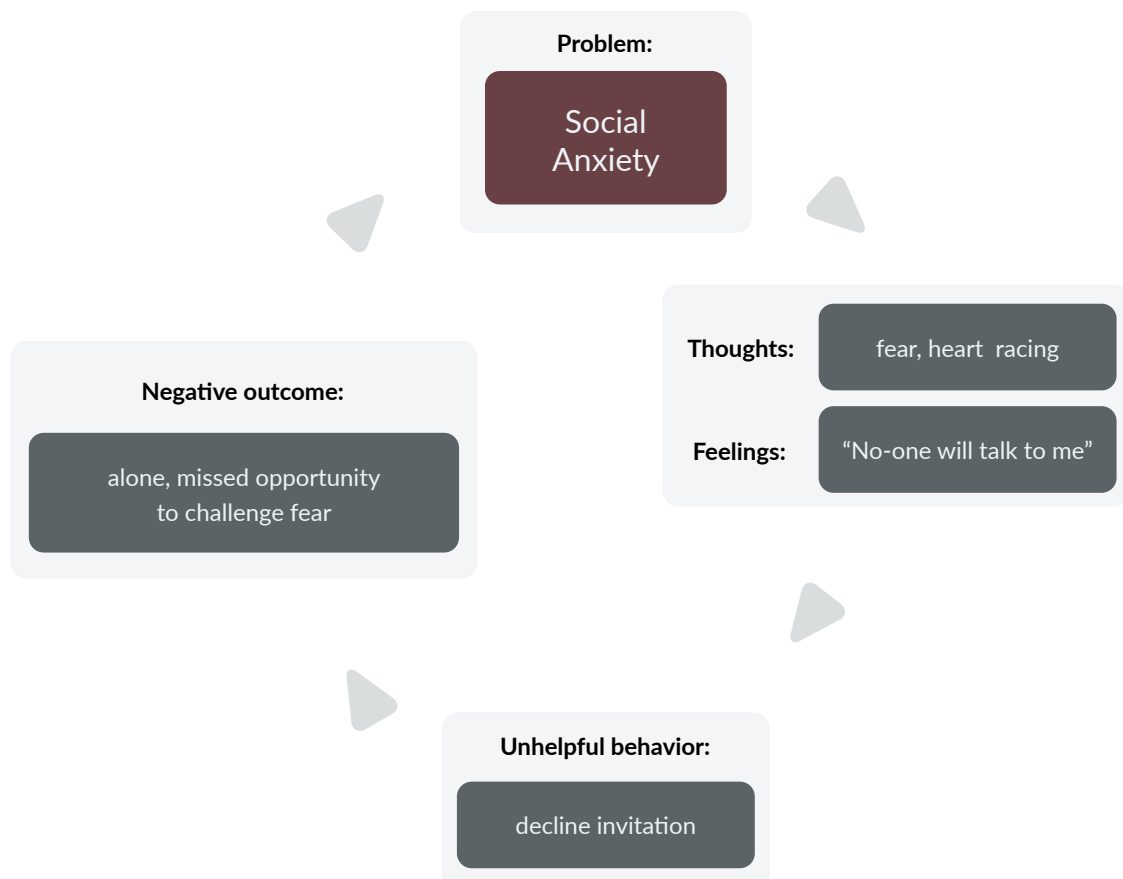 Problem:
Social
Anxiety
Thoughts:
fear, heart  racing
Feelings:
“No-one will talk to me”
Negative outcome:
alone, missed opportunity
to challenge fear
Unhelpful behavior:
decline invitation